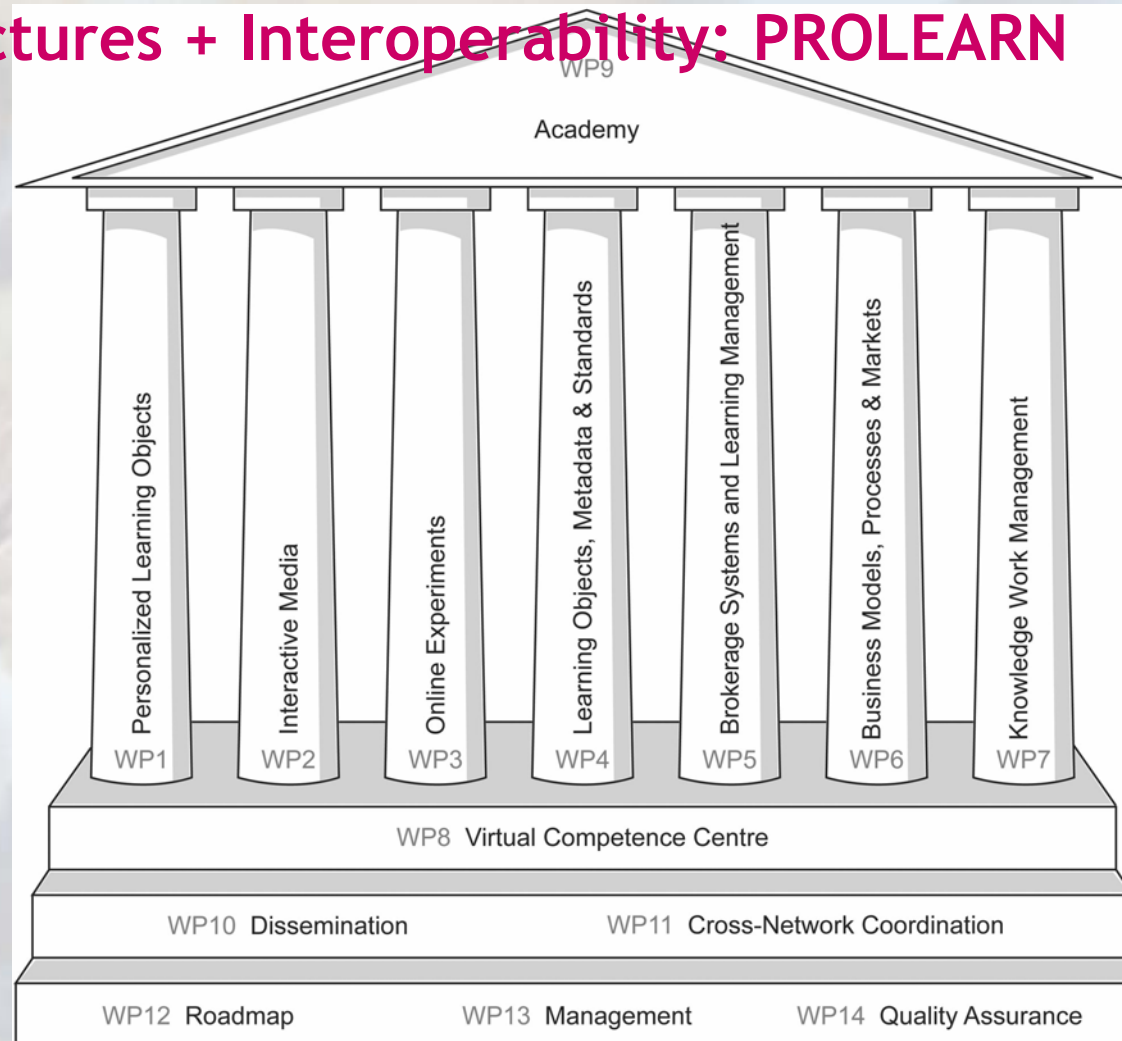 ctures + Interoperability: PROLEARN
WP9
Academy
Personalized Learning Objects
WP1
Interactive Media
WP2
Online Experiments
WP3
Learning Objects, Metadata & Standards
WP4
Brokerage Systems and Learning Management
WP5
Business Models, Processes & Markets
WP6
Knowledge Work Management
WP7
WP8 Virtual Competence Centre
WP10 Dissemination
WP11 Cross-Network Coordination
WP12 Roadmap
WP13 Management
WP14 Quality Assurance